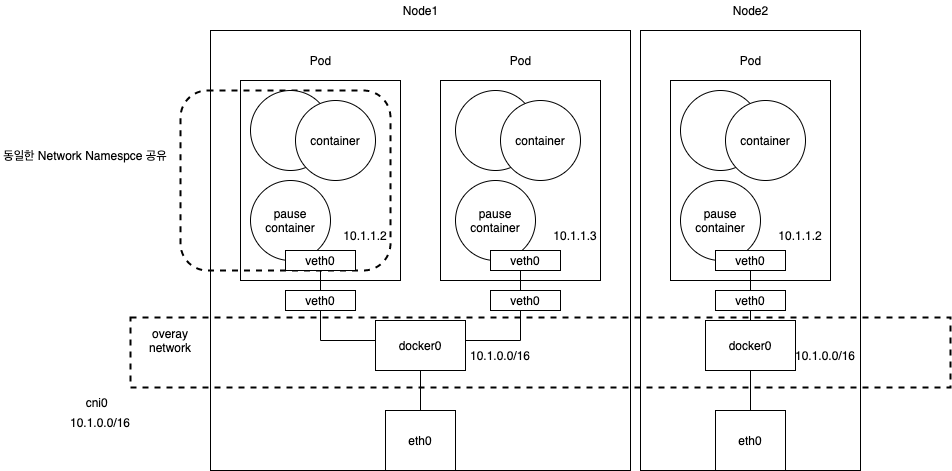 Node1
Node2
Pod
Pod
Pod
container
container
container
동일한 Network Namespce 공유
pause
container
pause
container
pause
container
10.1.1.2
10.1.1.3
10.1.1.2
veth0
veth0
veth0
veth0
veth0
veth0
overay
network
docker0
10.1.0.0/16
docker0
10.1.0.0/16
cni0
10.1.0.0/16
eth0
eth0